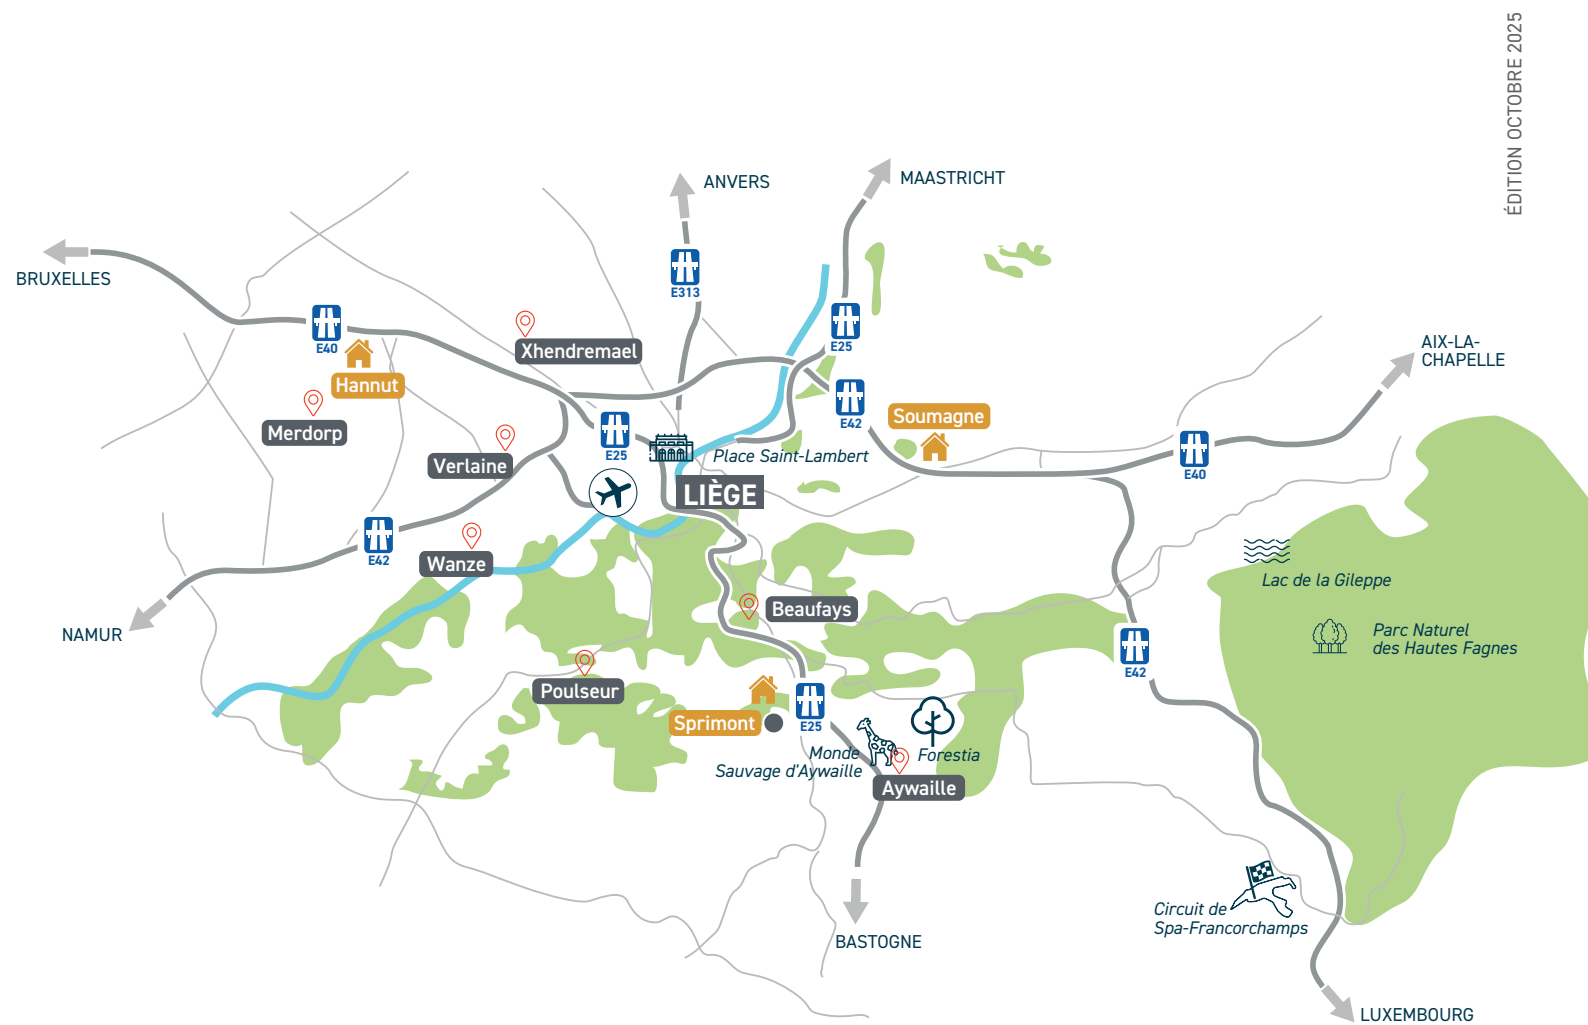 ÉDITION OCTOBRE 2025
ANVERS
MAASTRICHT
BRUXELLES
E313
E40
Xhendremael
E25
AIX-LA-
CHAPELLE
Hannut
E42
Soumagne
Merdorp
E25
Verlaine
Place Saint-Lambert
E40
LIÈGE
E42
Wanze
Lac de la Gileppe
Beaufays
NAMUR
Parc Naturel
des Hautes Fagnes
E42
Poulseur
Sprimont
E25
Monde
Sauvage d'Aywaille
Forestia
Aywaille
Circuit de
Spa-Francorchamps
BASTOGNE
LUXEMBOURG